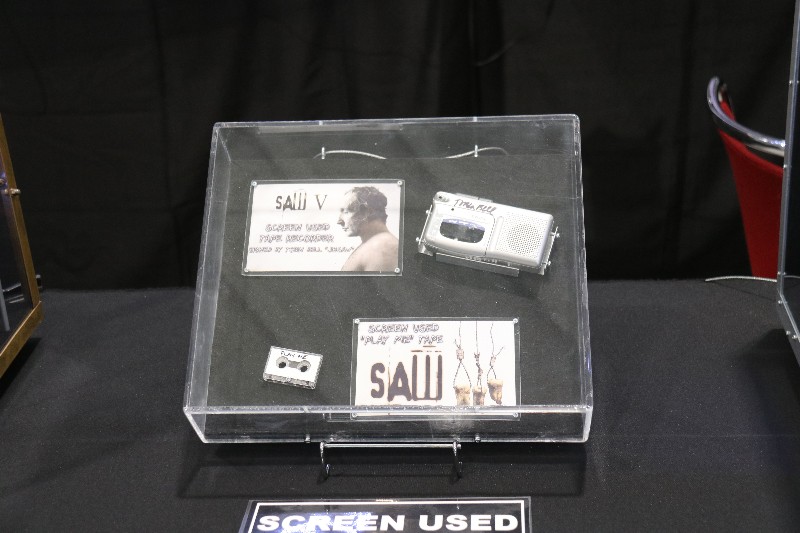 SAW V
SCREEN USED
TAPE RECORDER
SIGNED BY TOBIN BELL "JIGSAW"
Tobin Bell
PLAY ME
SCREEN USED
"PLAY ME" TAPE
SAW
SCREEN USED